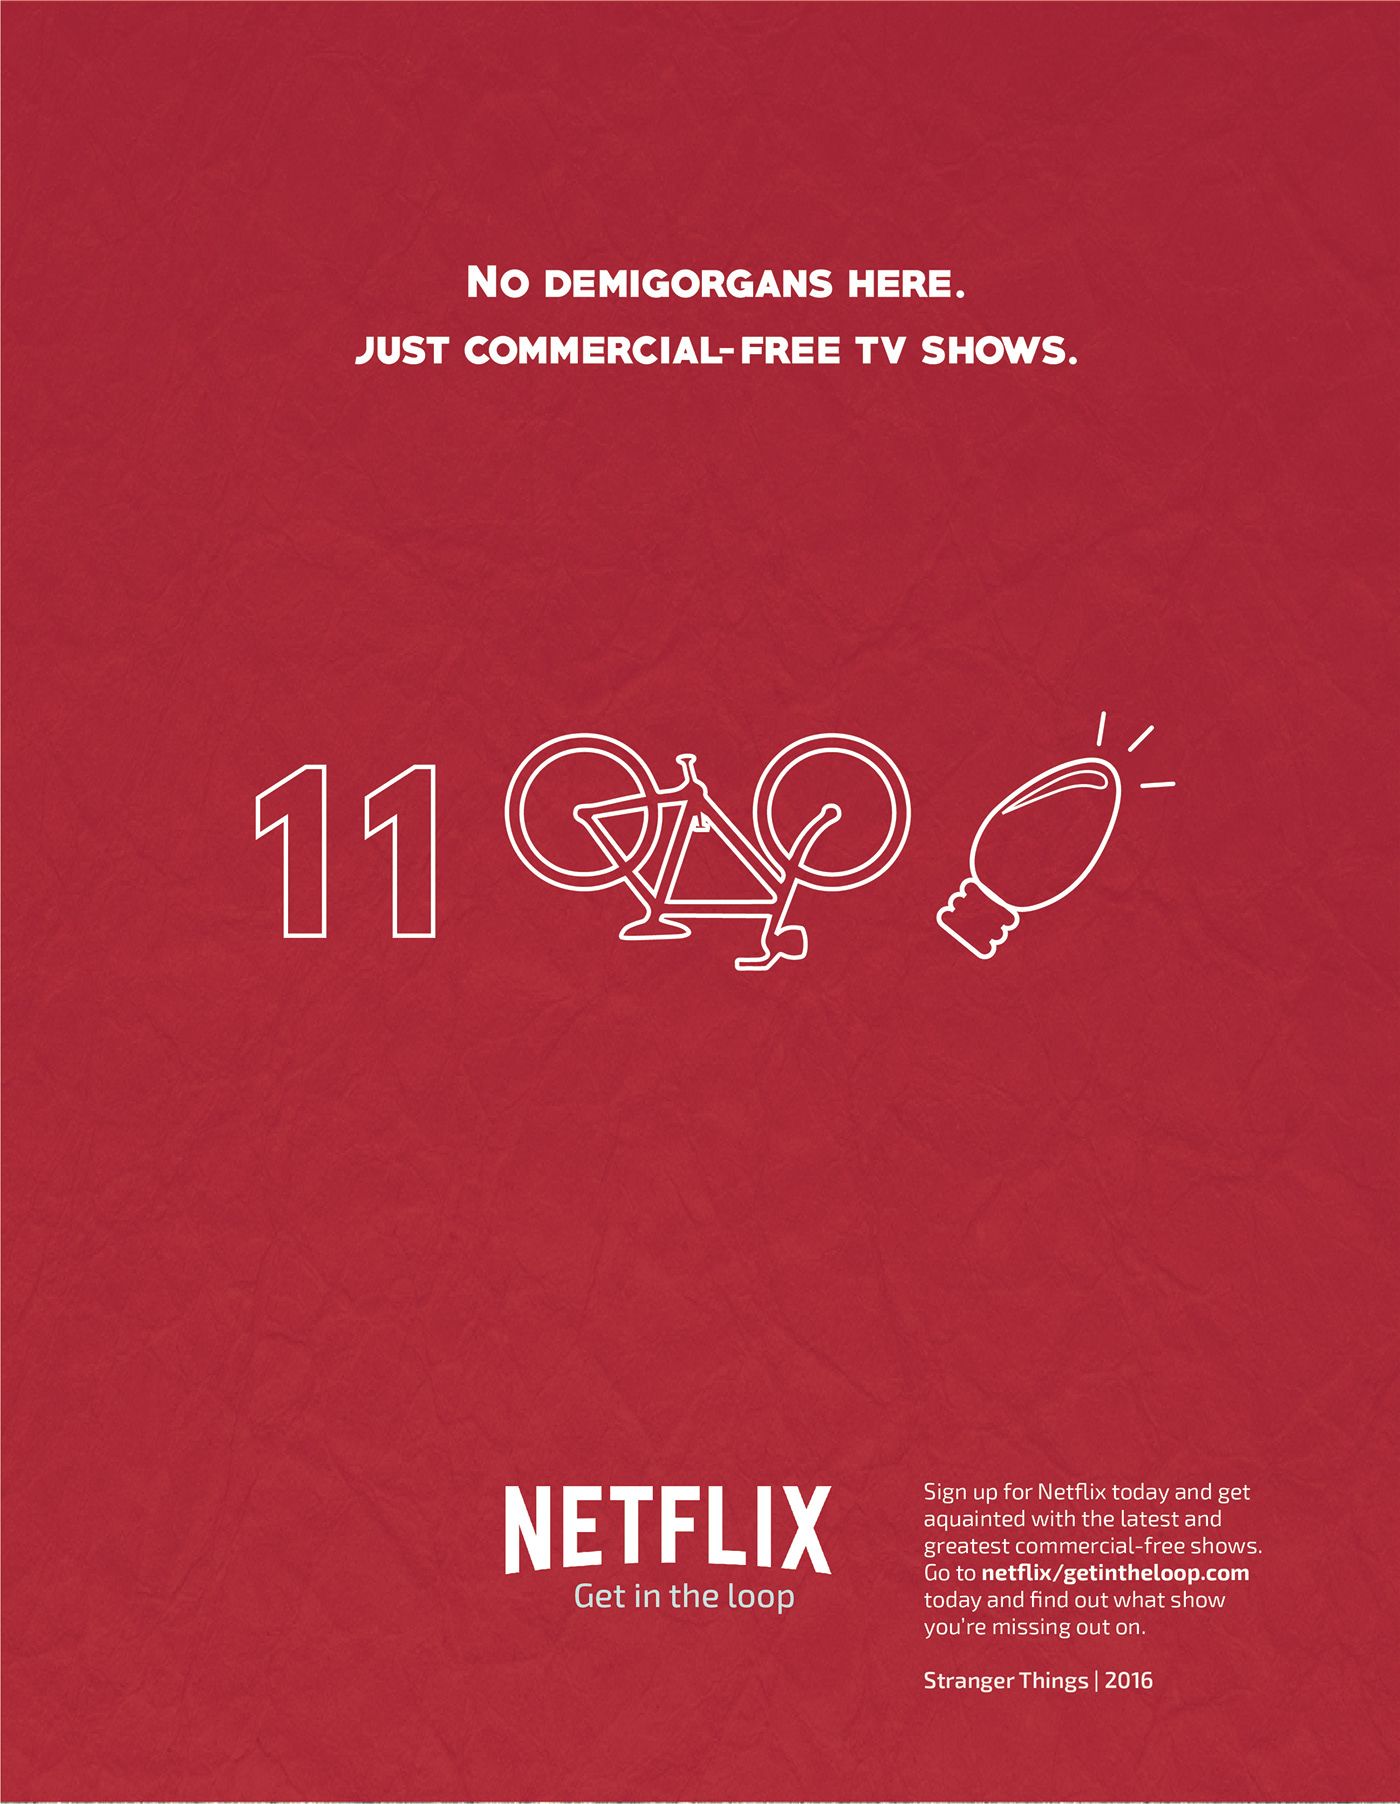 No demigorgans here.
Just commercial-free TV shows.
11
NETFLIX
Get in the loop
Sign up for Netflix today and get
aquainted with the latest and
greatest commercial-free shows.
Go to netflix/getintheloop.com
today and find out what show
you're missing out on.
Stranger Things | 2016